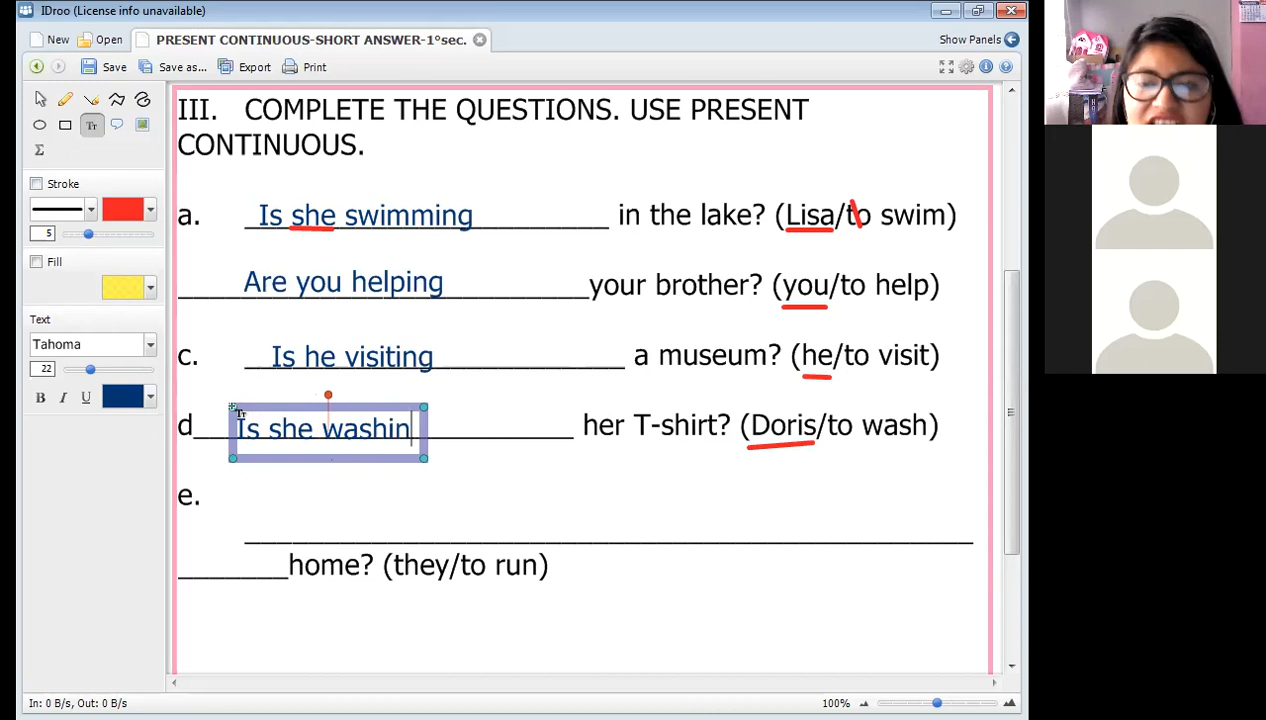 IDroo (License info unavailable)
New Open PRESENT CONTINUOUS-SHORT ANSWER-1°sec. Show Panels
Save Save as... Export Print
Tr
Σ
Stroke
5
Fill
Text
Tahoma
22
B I U
III. COMPLETE THE QUESTIONS. USE PRESENT
CONTINUOUS.
a. Is she swimming in the lake? (Lisa/to swim)
Are you helping your brother? (you/to help)
c. Is he visiting a museum? (he/to visit)
d Is she washin her T-shirt? (Doris/to wash)
e.
home? (they/to run)
In: 0 B/s, Out: 0 B/s 100%